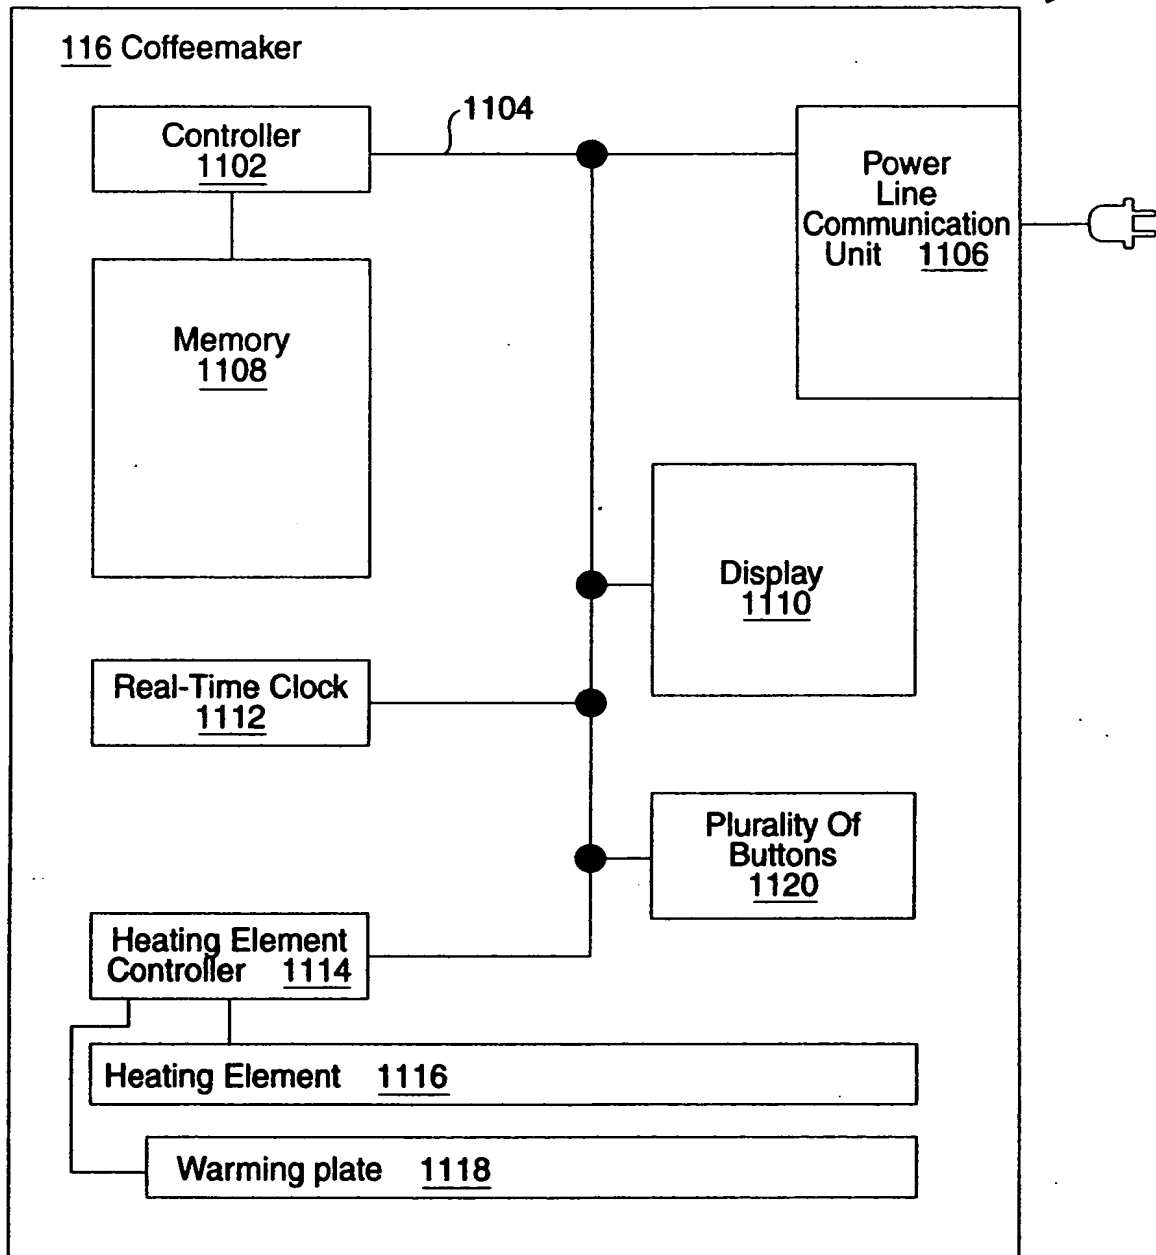 116 Coffeemaker
1104
Controller
1102
Power
Line
Communication
Unit 1106
Memory
1108
Display
1110
Real-Time Clock
1112
Plurality Of
Buttons
1120
Heating Element
Controller 1114
Heating Element 1116
Warming plate 1118